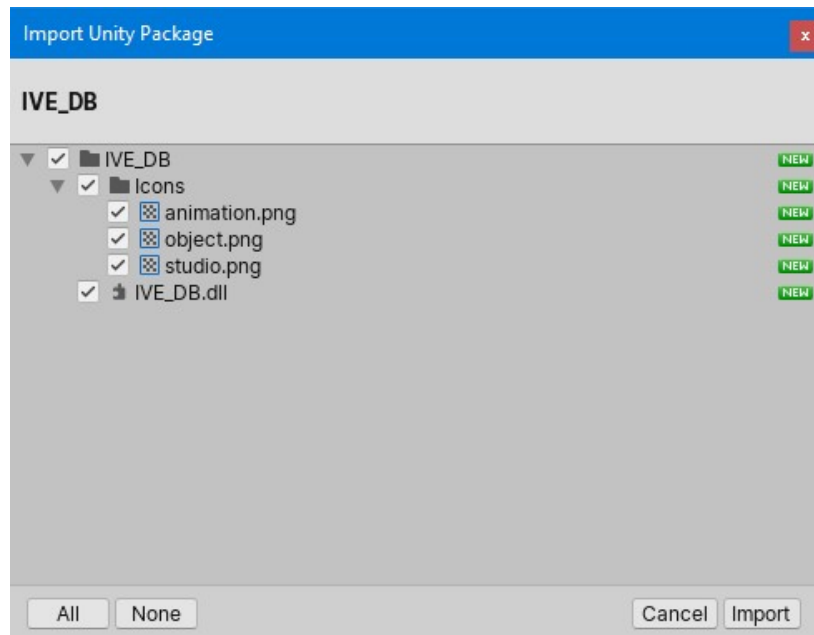 Import Unity Package
x
IVE_DB
IVE_DB NEW
Icons NEW
animation.png NEW
object.png NEW
studio.png NEW
IVE_DB.dll NEW
All None Cancel Import